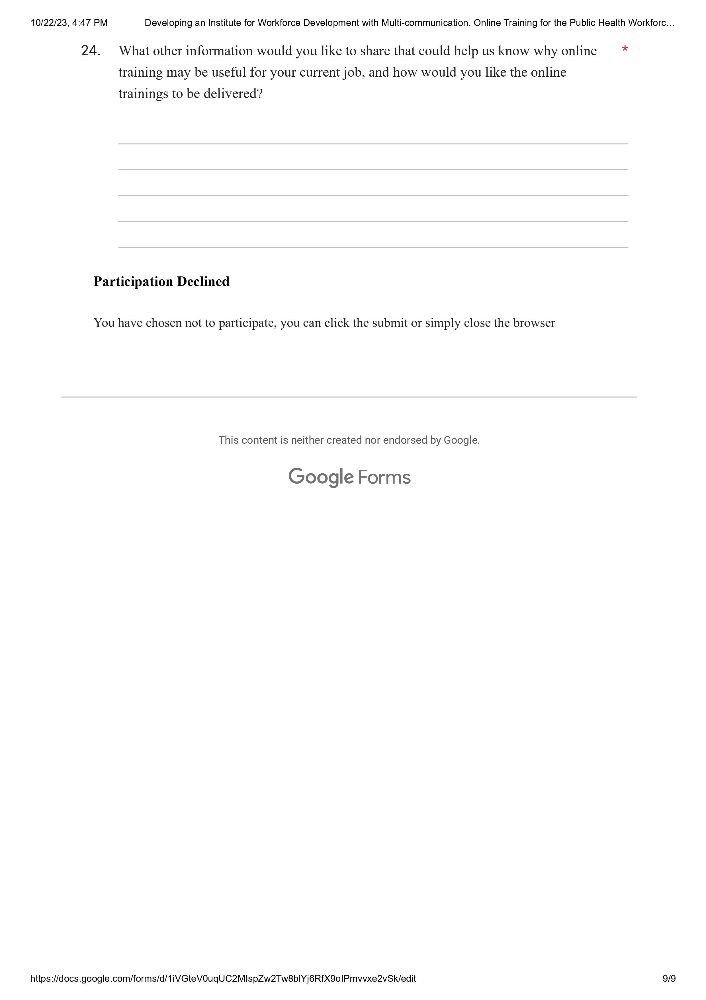 10/22/23, 4:47 PM Developing an Institute for Workforce Development with Multi-communication, Online Training for the Public Health Workforc…
24. What other information would you like to share that could help us know why online *
training may be useful for your current job, and how would you like the online
trainings to be delivered?
Participation Declined
You have chosen not to participate, you can click the submit or simply close the browser
This content is neither created nor endorsed by Google.
Google Forms
https://docs.google.com/forms/d/1iVGteV0uqUC2MIspZw2Tw8bIYj6RfX9oIPmvvxe2vSk/edit 9/9